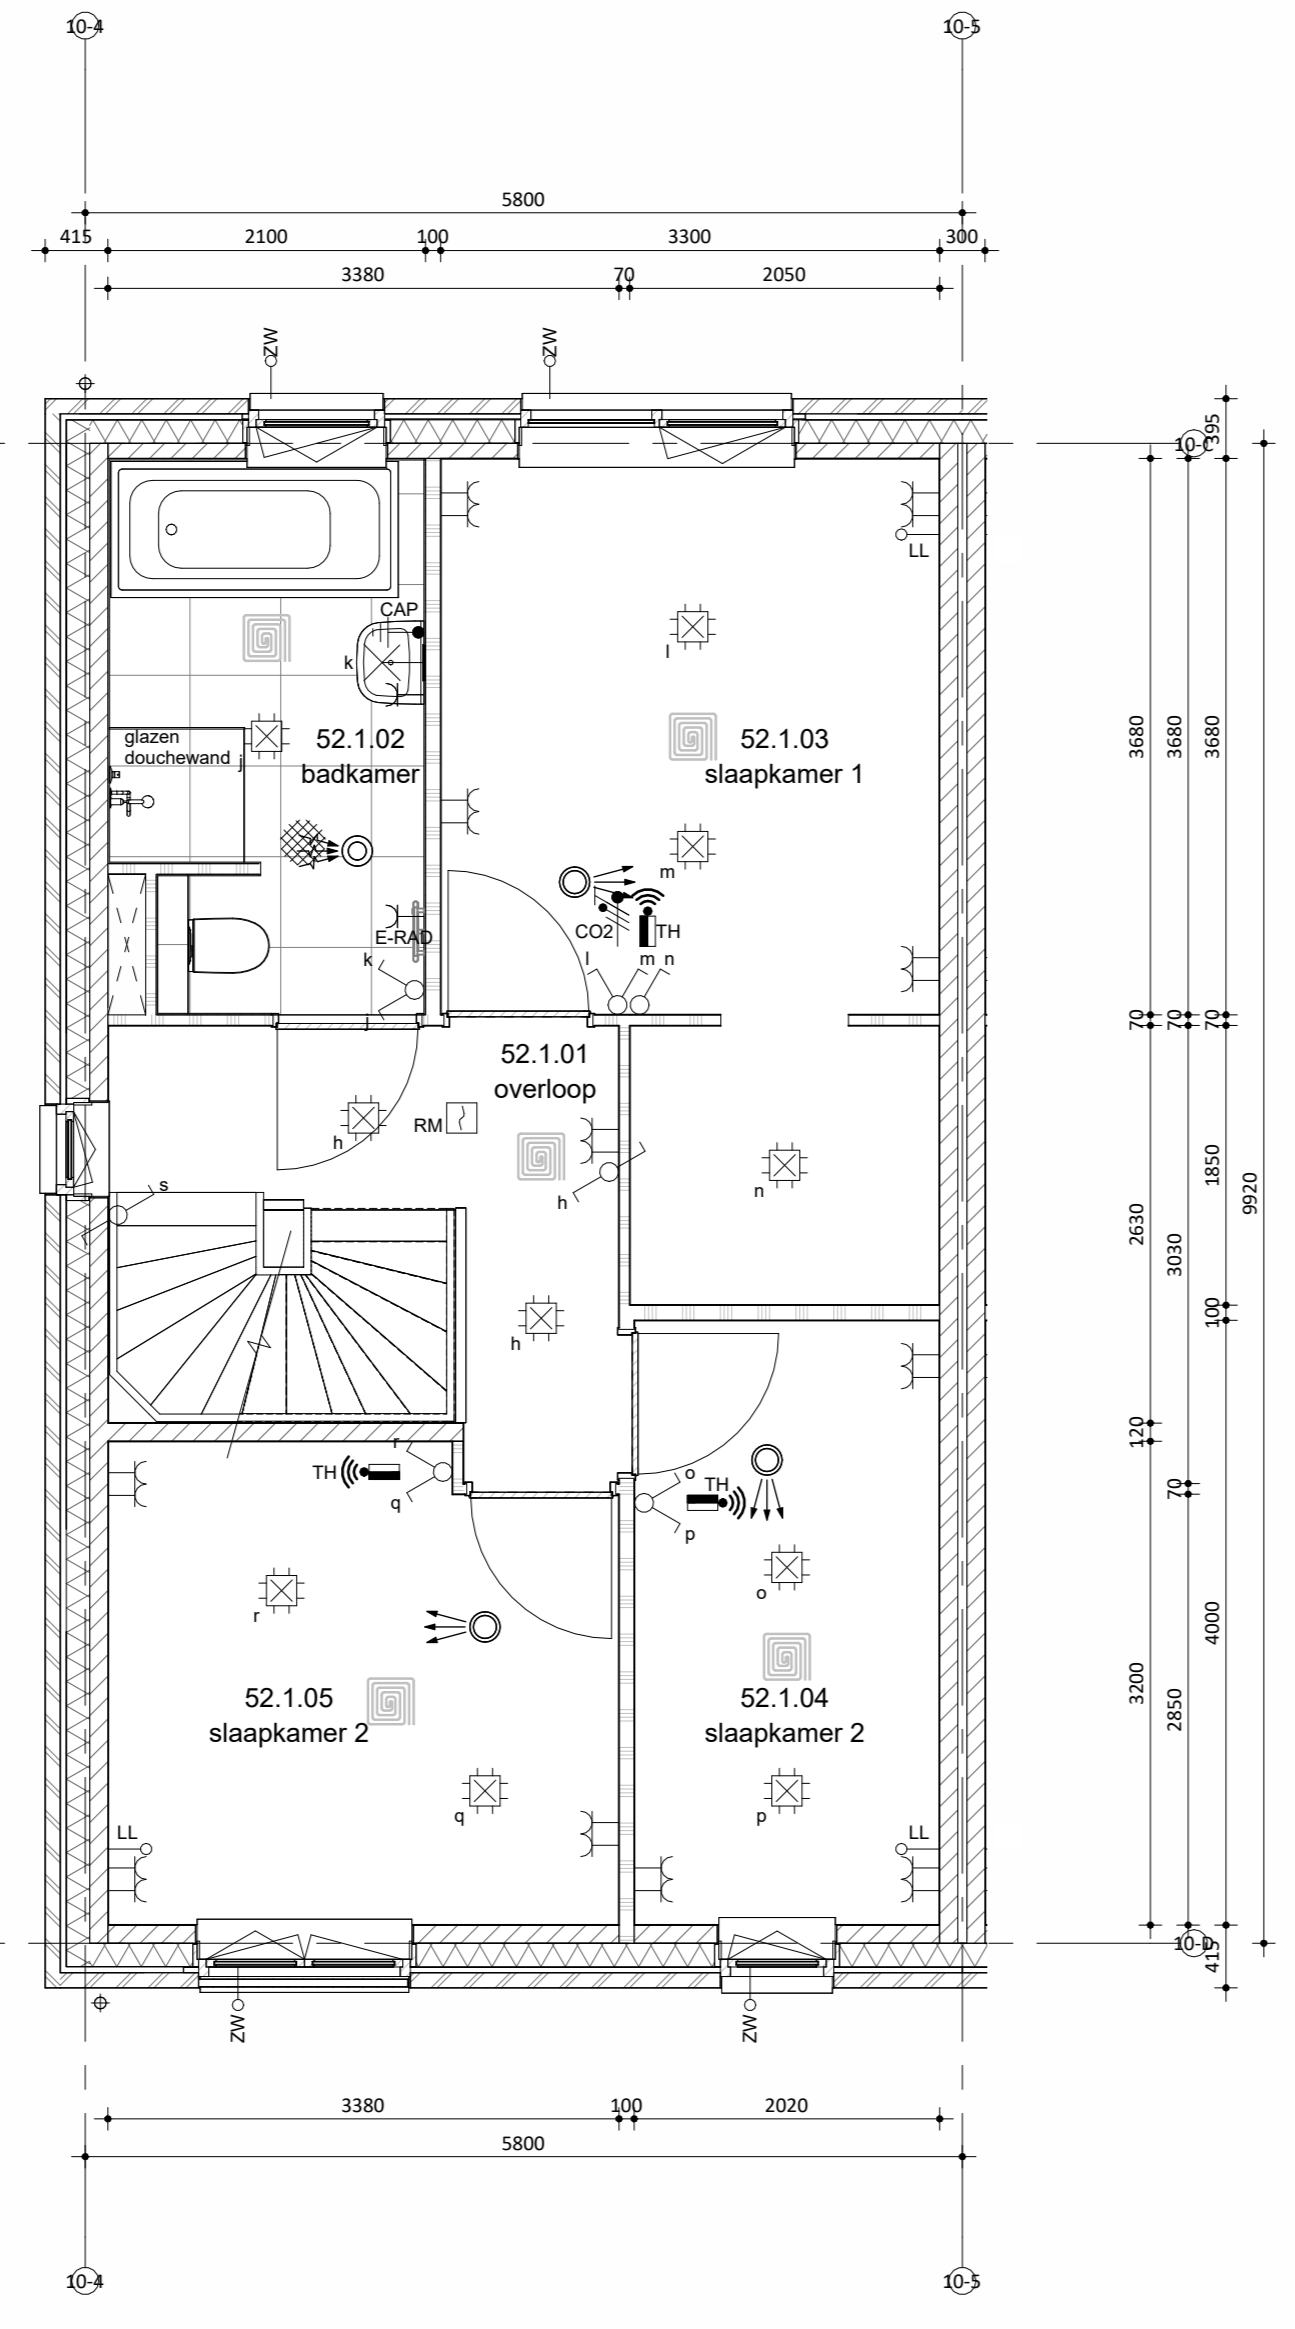 10-4
10-5
5800
415
2100
100
3300
300
3380
70
2050
ZW
ZW
395
10-C
LL
CAP
k
l
glazen
douchewand
j
52.1.02
badkamer
52.1.03
slaapkamer 1
3680
3680
3680
m
E-RAD
CO2
TH
k
l
m
n
j
70
70
70
52.1.01
overloop
h
RM
h
n
s
1850
9920
2630
3030
h
100
120
r
TH
q
o
TH
p
70
r
o
4000
3200
2850
52.1.05
slaapkamer 2
52.1.04
slaapkamer 2
q
p
LL
LL
10-D
415
ZW
ZW
3380
100
2020
5800
10-4
10-5